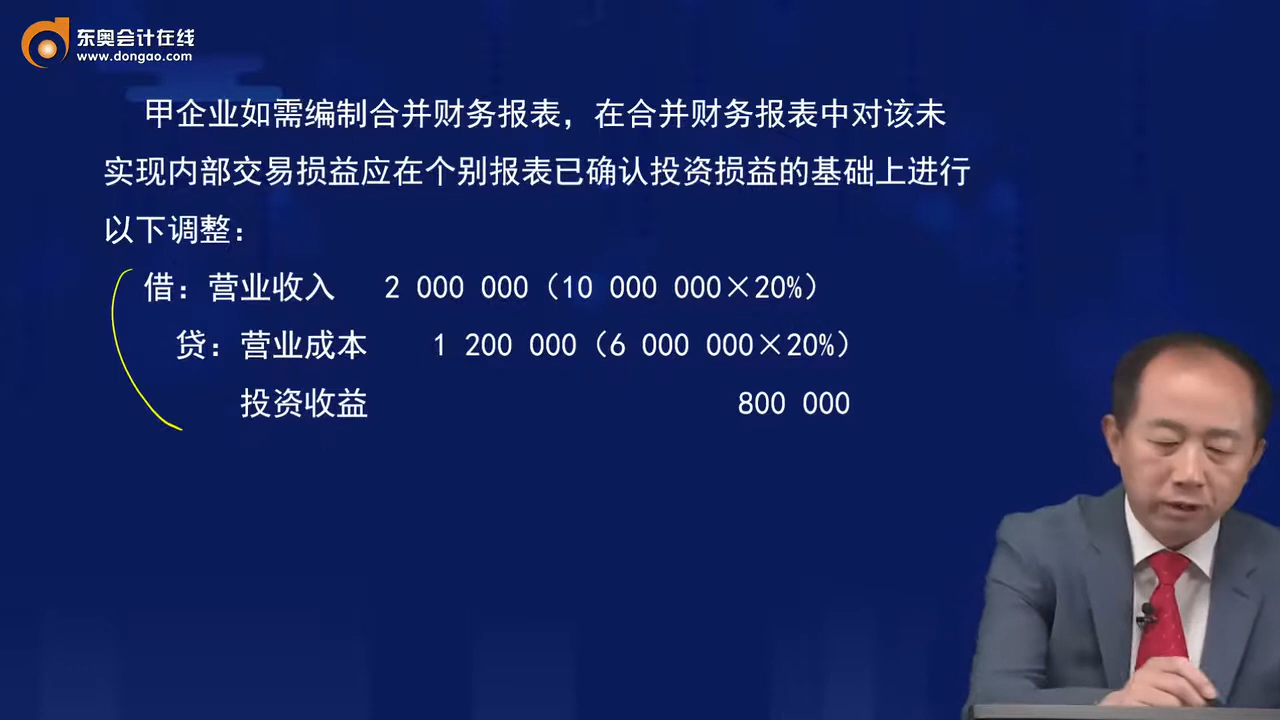 东奥会计在线
www.dongao.com
甲企业如需编制合并财务报表，在合并财务报表中对该未
实现内部交易损益应在个别报表已确认投资损益的基础上进行
以下调整：
借：营业收入 2 000 000（10 000 000×20%）
贷：营业成本 1 200 000（6 000 000×20%）
投资收益 800 000